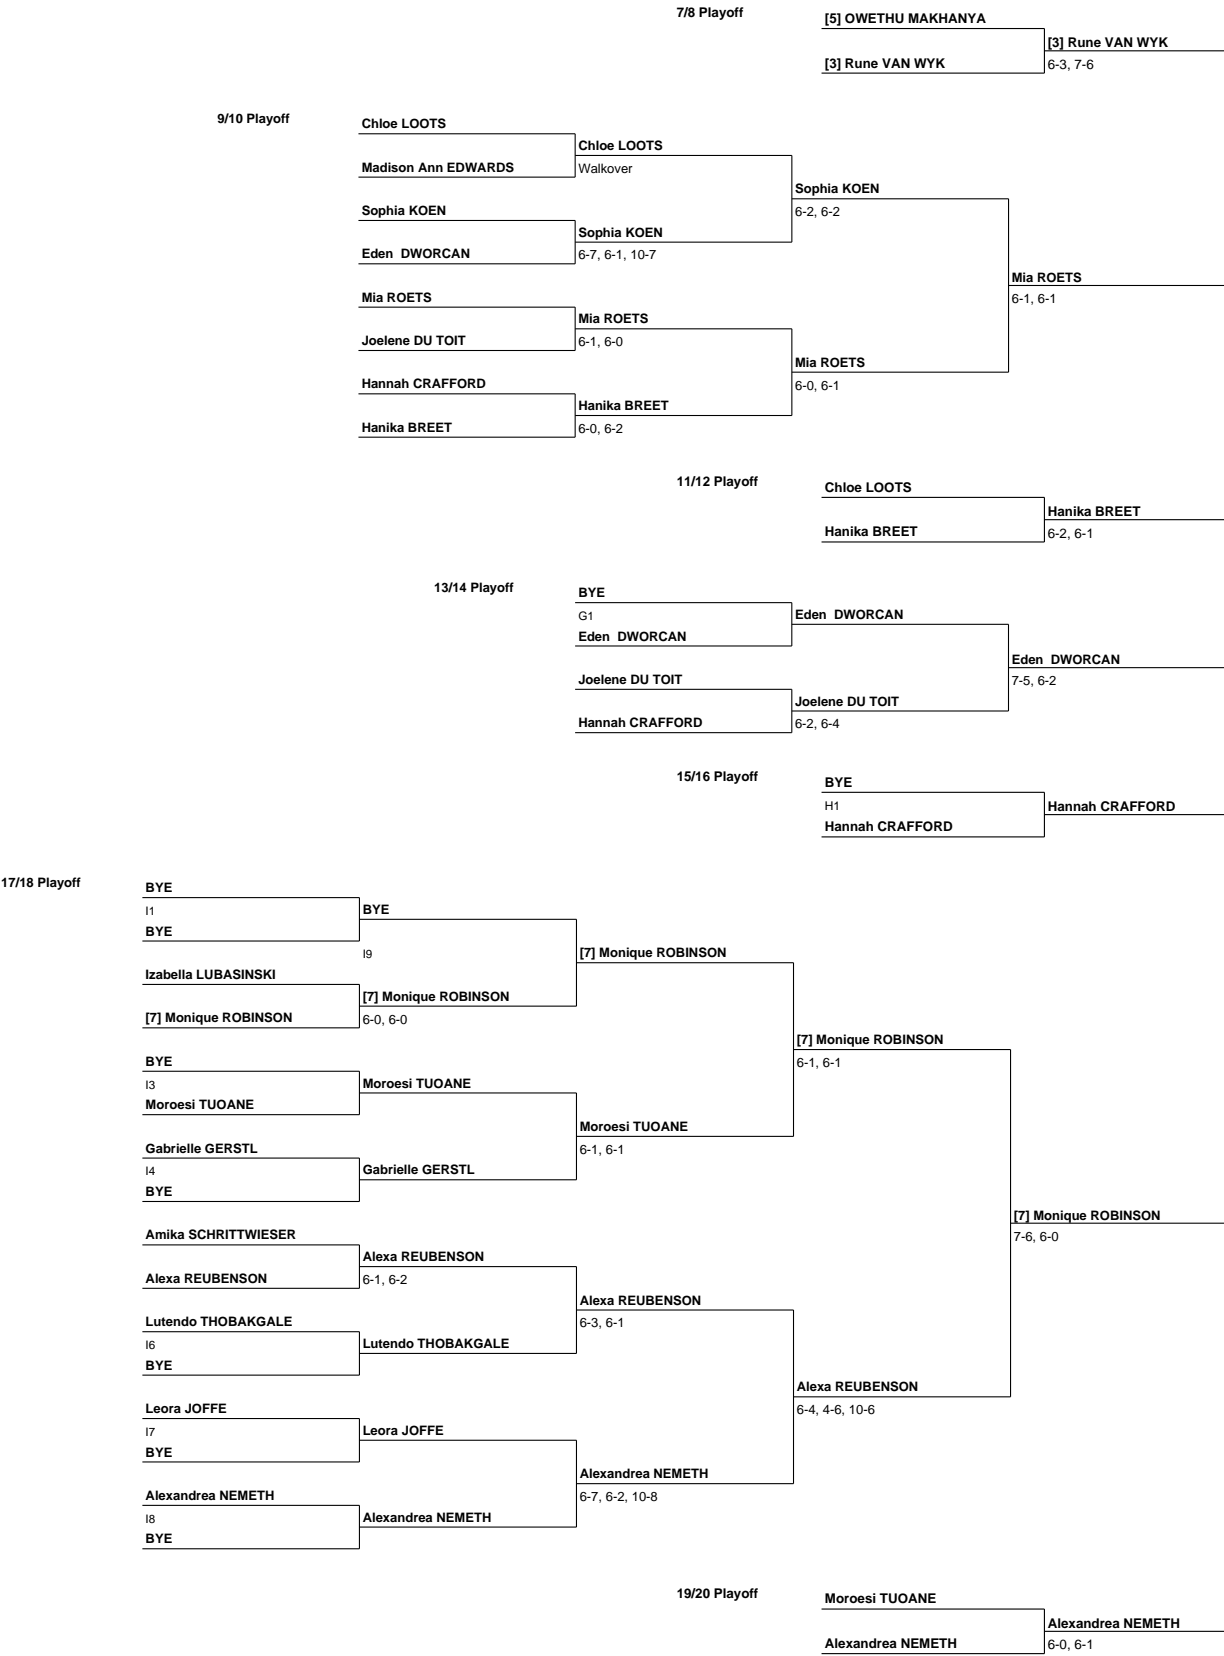 7/8 Playoff
[5] OWETHU MAKHANYA
[3] Rune VAN WYK
[3] Rune VAN WYK
6-3, 7-6
9/10 Playoff
Chloe LOOTS
Chloe LOOTS
Madison Ann EDWARDS
Walkover
Sophia KOEN
Sophia KOEN
6-2, 6-2
Sophia KOEN
Eden  DWORCAN
6-7, 6-1, 10-7
Mia ROETS
6-1, 6-1
Mia ROETS
Mia ROETS
Joelene DU TOIT
6-1, 6-0
Mia ROETS
6-0, 6-1
Hannah CRAFFORD
Hanika BREET
Hanika BREET
6-0, 6-2
11/12 Playoff
Chloe LOOTS
Hanika BREET
Hanika BREET
6-2, 6-1
13/14 Playoff
BYE
G1
Eden  DWORCAN
Eden  DWORCAN
Eden  DWORCAN
7-5, 6-2
Joelene DU TOIT
Joelene DU TOIT
Hannah CRAFFORD
6-2, 6-4
15/16 Playoff
BYE
H1
Hannah CRAFFORD
Hannah CRAFFORD
17/18 Playoff
BYE
I1
BYE
BYE
I9
[7] Monique ROBINSON
Izabella LUBASINSKI
[7] Monique ROBINSON
[7] Monique ROBINSON
6-0, 6-0
[7] Monique ROBINSON
6-1, 6-1
BYE
I3
Moroesi TUOANE
Moroesi TUOANE
Moroesi TUOANE
6-1, 6-1
Gabrielle GERSTL
I4
Gabrielle GERSTL
BYE
[7] Monique ROBINSON
7-6, 6-0
Amika SCHRITTWIESER
Alexa REUBENSON
Alexa REUBENSON
6-1, 6-2
Alexa REUBENSON
6-3, 6-1
Lutendo THOBAKGALE
I6
Lutendo THOBAKGALE
BYE
Alexa REUBENSON
6-4, 4-6, 10-6
Leora JOFFE
I7
Leora JOFFE
BYE
Alexandrea NEMETH
6-7, 6-2, 10-8
Alexandrea NEMETH
I8
Alexandrea NEMETH
BYE
19/20 Playoff
Moroesi TUOANE
Alexandrea NEMETH
Alexandrea NEMETH
6-0, 6-1